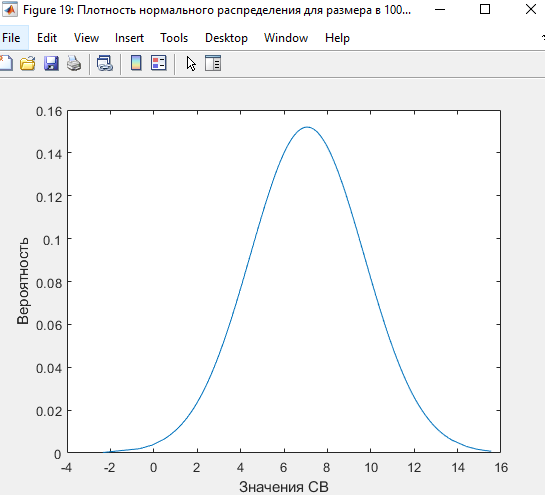 Figure 19: Плотность нормального распределения для размера в 100...
File Edit View Insert Tools Desktop Window Help
0.16
0.14
0.12
0.1
0.08
0.06
0.04
0.02
0
Вероятность
-4 -2 0 2 4 6 8 10 12 14 16
Значения СВ